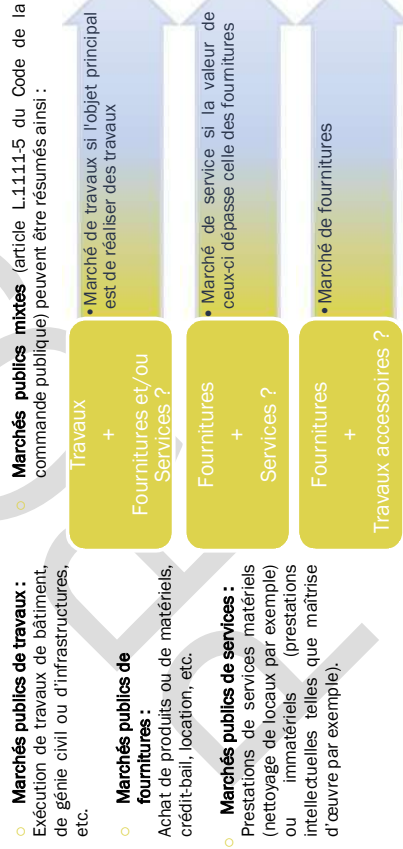 ○ Marchés publics de travaux :
Exécution de travaux de bâtiment,
de génie civil ou d'infrastructures,
etc.
○ Marchés publics de
fournitures :
Achat de produits ou de matériels,
crédit-bail, location, etc.
○ Marchés publics de services :
Prestations de services matériels
(nettoyage de locaux par exemple)
ou immatériels (prestations
intellectuelles telles que maîtrise
d'œuvre par exemple).
○ Marchés publics mixtes (article L.1111-5 du Code de la
commande publique) peuvent être résumés ainsi :
Travaux
+
Fournitures et/ou
Services ?
• Marché de travaux si l'objet principal
est de réaliser des travaux
Fournitures
+
Services ?
• Marché de service si la valeur de
ceux-ci dépasse celle des fournitures
Fournitures
+
Travaux accessoires ?
• Marché de fournitures